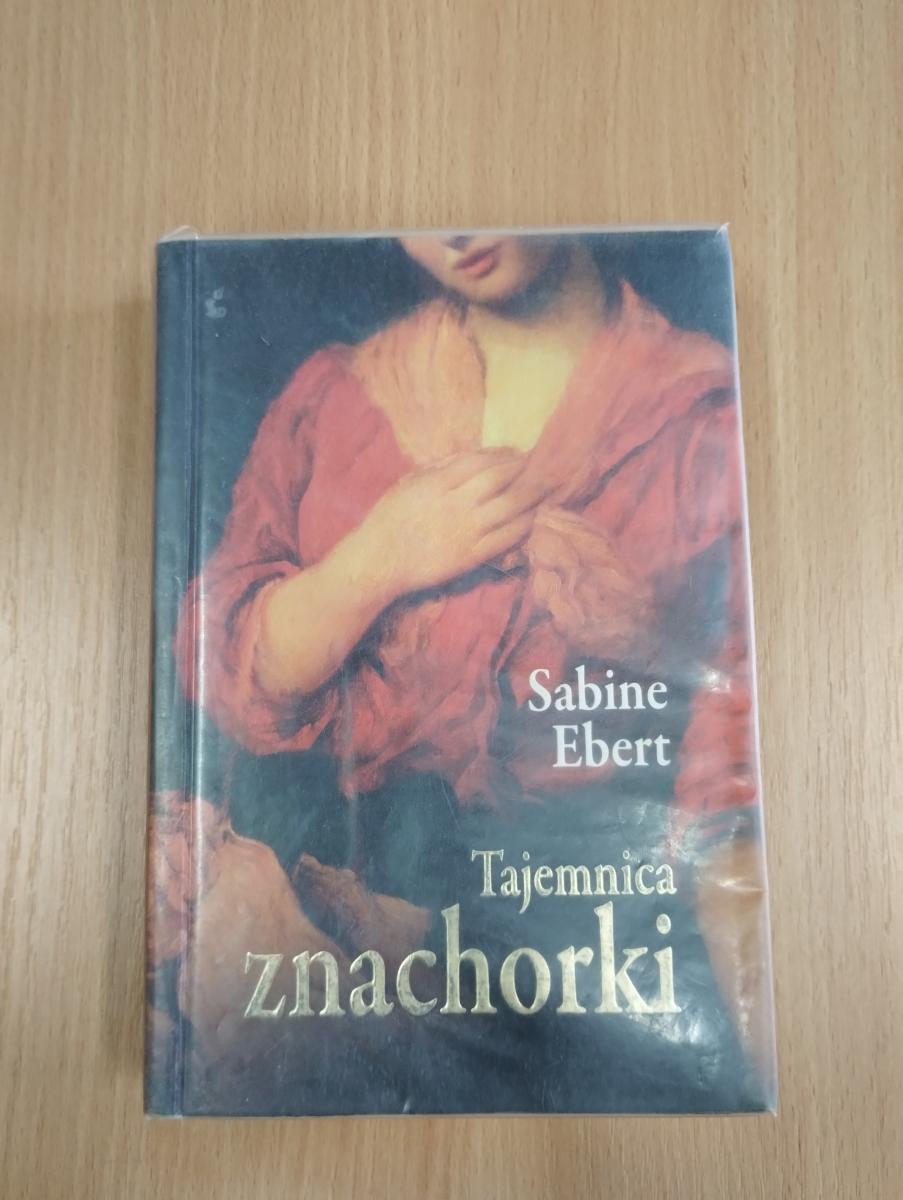 Sabine
Ebert
Tajemnica
znachorki